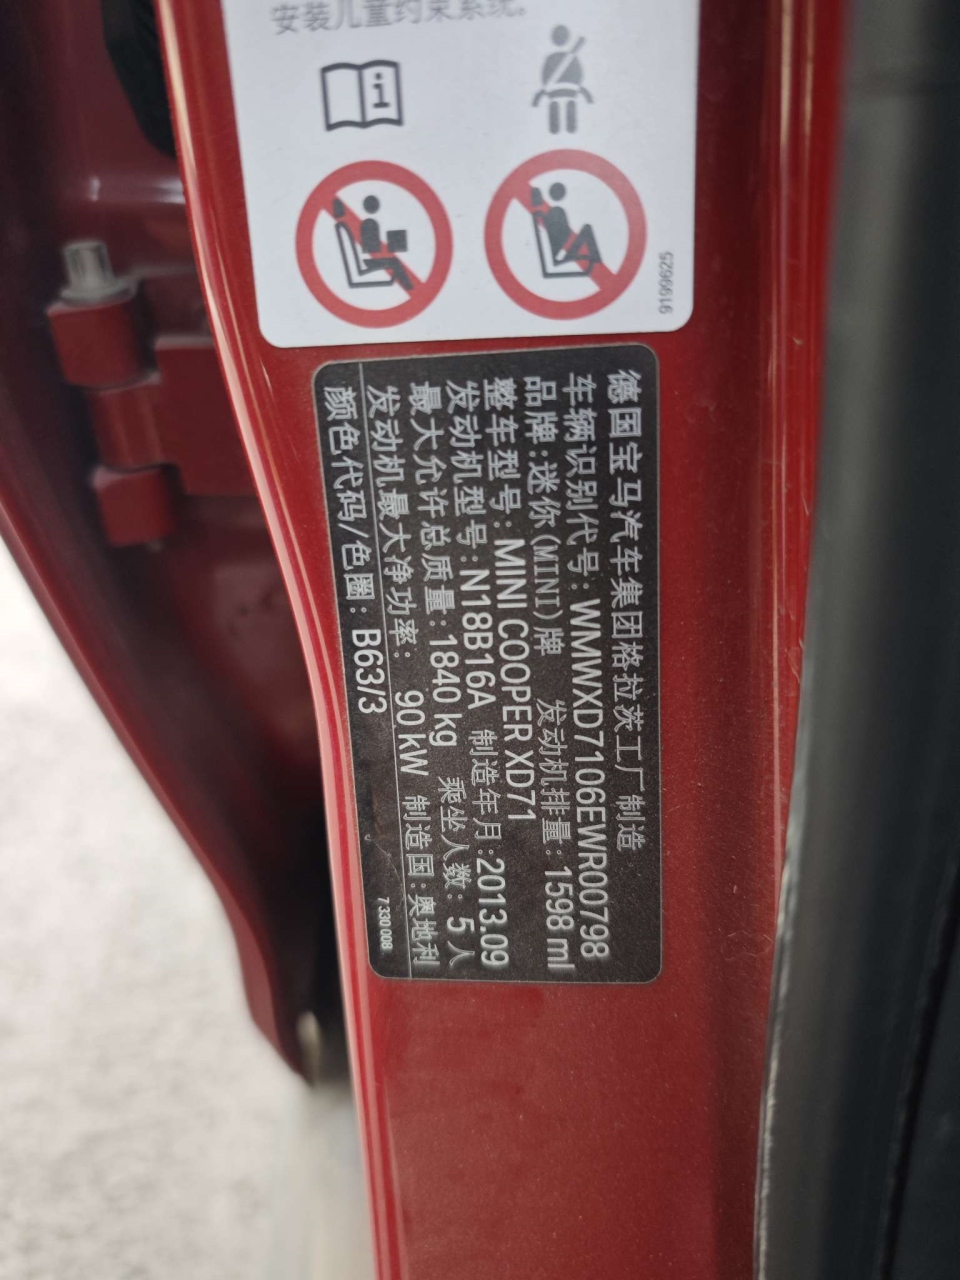 安装儿童约束系统。
9199625
德国宝马汽车集团格拉茨工厂制造
车辆识别代号: WMWXD7106EWR00798
品牌:迷你(MINI)牌 发动机排量: 1598 ml
整车型号: MINI COOPER XD71
发动机型号: N18B16A 制造年月: 2013.09
最大允许总质量: 1840 kg 乘坐人数: 5 人
发动机最大净功率: 90 kW 制造国: 奥地利
颜色代码/色圈: B63/3
7 330 008